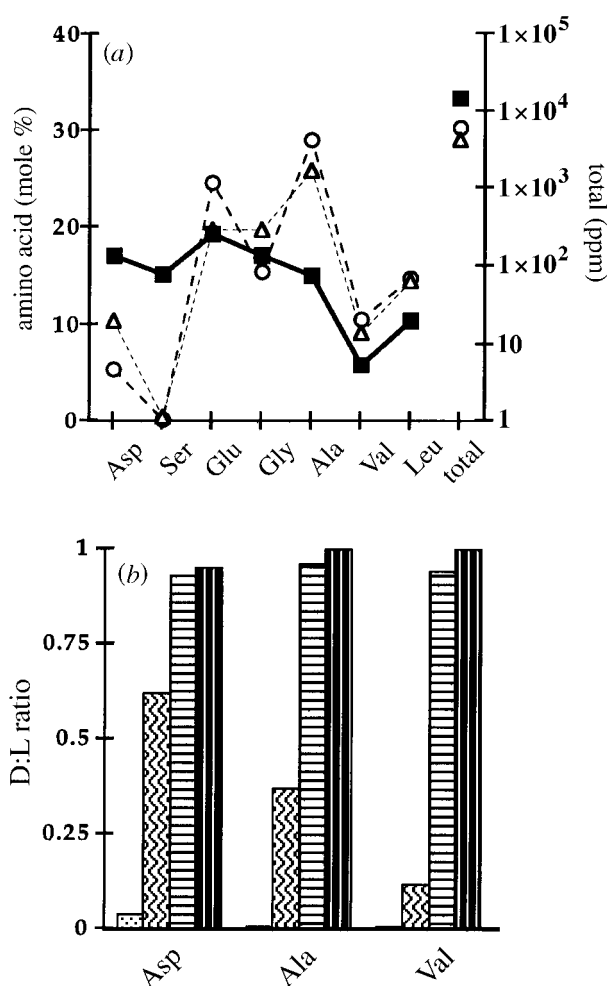 (a)
40
30
20
10
0
amino acid (mole %)
1×10⁵
1×10⁴
1×10³
1×10²
10
1
total (ppm)
Asp
Ser
Glu
Gly
Ala
Val
Leu
total
(b)
1
0.75
0.5
0.25
0
D:L ratio
Asp
Ala
Val